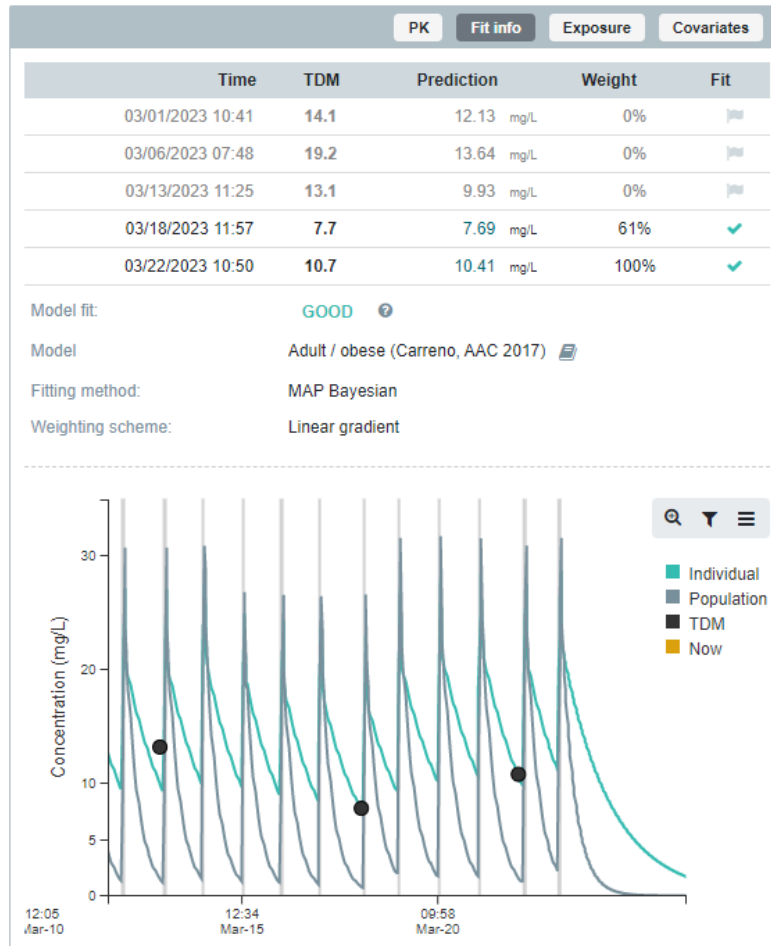 PK Fit info Exposure Covariates
Time TDM Prediction Weight Fit
03/01/2023 10:41 14.1 12.13 mg/L 0%
03/06/2023 07:48 19.2 13.64 mg/L 0%
03/13/2023 11:25 13.1 9.93 mg/L 0%
03/18/2023 11:57 7.7 7.69 mg/L 61%
03/22/2023 10:50 10.7 10.41 mg/L 100%
Model fit: GOOD ?
Model Adult / obese (Carreno, AAC 2017)
Fitting method: MAP Bayesian
Weighting scheme: Linear gradient
Individual
Population
TDM
Now
Concentration (mg/L)
30
20
10
5
0
12:05 12:34 09:58
Mar-10 Mar-15 Mar-20